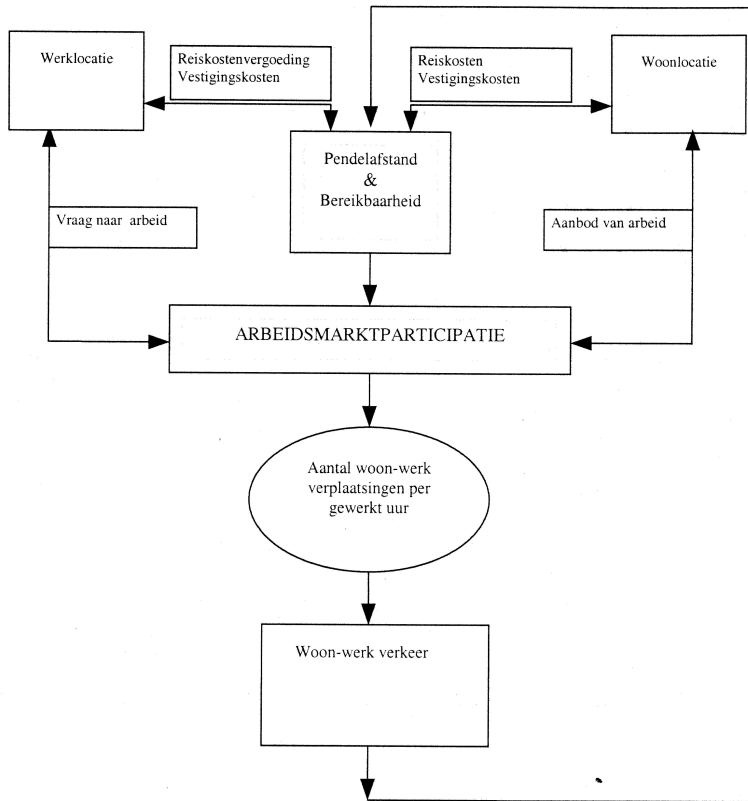 Werklocatie
Reiskostenvergoeding
Vestigingskosten
Reiskosten
Vestigingskosten
Woonlocatie
Pendelafstand
&
Bereikbaarheid
Vraag naar arbeid
Aanbod van arbeid
ARBEIDSMARKTPARTICIPATIE
Aantal woon-werk
verplaatsingen per
gewerkt uur
Woon-werk verkeer